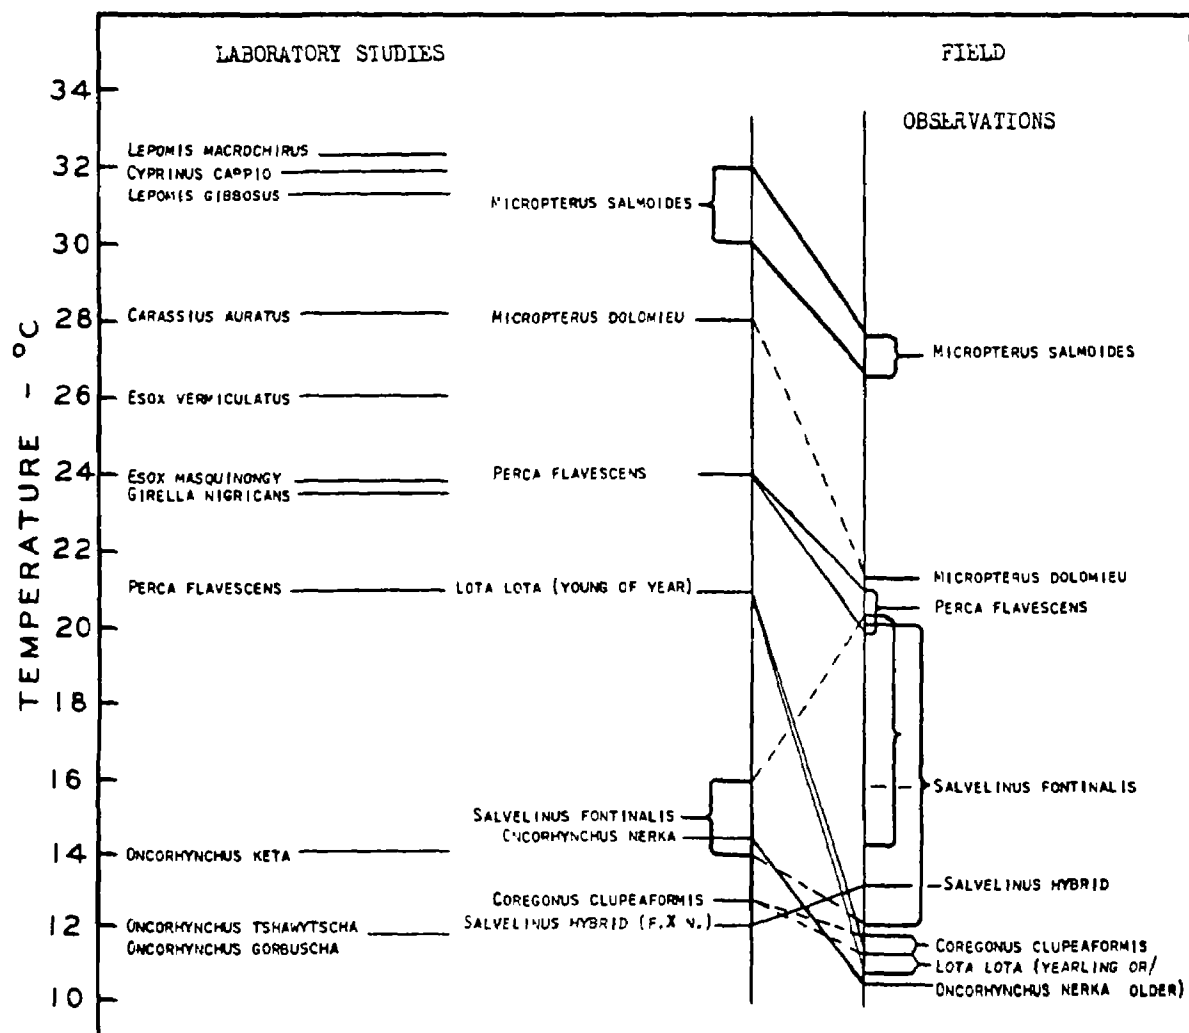 LABORATORY STUDIES
FIELD
OBSERVATIONS
TEMPERATURE - °C
34
32
30
28
26
24
22
20
18
16
14
12
10
LEPOMIS MACROCHIRUS
CYPRINUS CARPIO
LEPOMIS GIBBOSUS
CARASSIUS AURATUS
ESOX VERMICULATUS
ESOX MASQUINONGY
GIRELLA NIGRICANS
PERCA FLAVESCENS
ONCORHYNCHUS KETA
ONCORHYNCHUS TSHAWYTSCHA
ONCORHYNCHUS GORBUSCHA
MICROPTERUS SALMOIDES
MICROPTERUS DOLOMIEU
PERCA FLAVESCENS
LOTA LOTA (YOUNG OF YEAR)
SALVELINUS FONTINALIS
ONCORHYNCHUS NERKA
COREGONUS CLUPEAFORMIS
SALVELINUS HYBRID (F.X N.)
MICROPTERUS SALMOIDES
MICROPTERUS DOLOMIEU
PERCA FLAVESCENS
SALVELINUS FONTINALIS
SALVELINUS HYBRID
COREGONUS CLUPEAFORMIS
LOTA LOTA (YEARLING OR/
ONCORHYNCHUS NERKA OLDER)